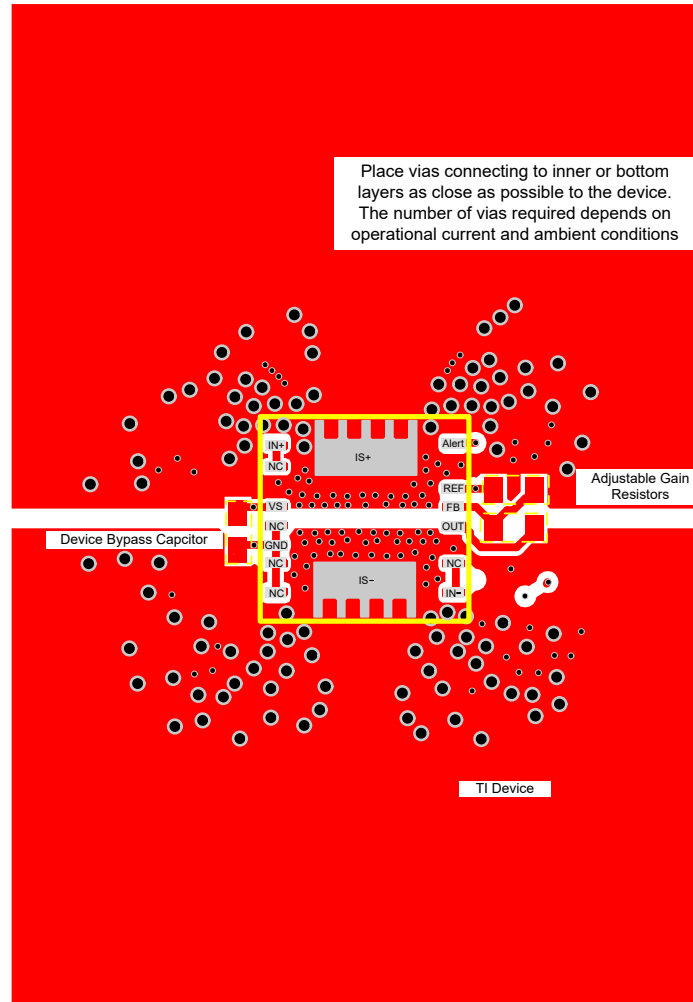 Place vias connecting to inner or bottom
layers as close as possible to the device.
The number of vias required depends on
operational current and ambient conditions
IN+
NC
VS
NC
GND
NC
NC
IS+
IS−
Alert
REF
FB
OUT
NC
IN−
Adjustable Gain
Resistors
Device Bypass Capcitor
TI Device